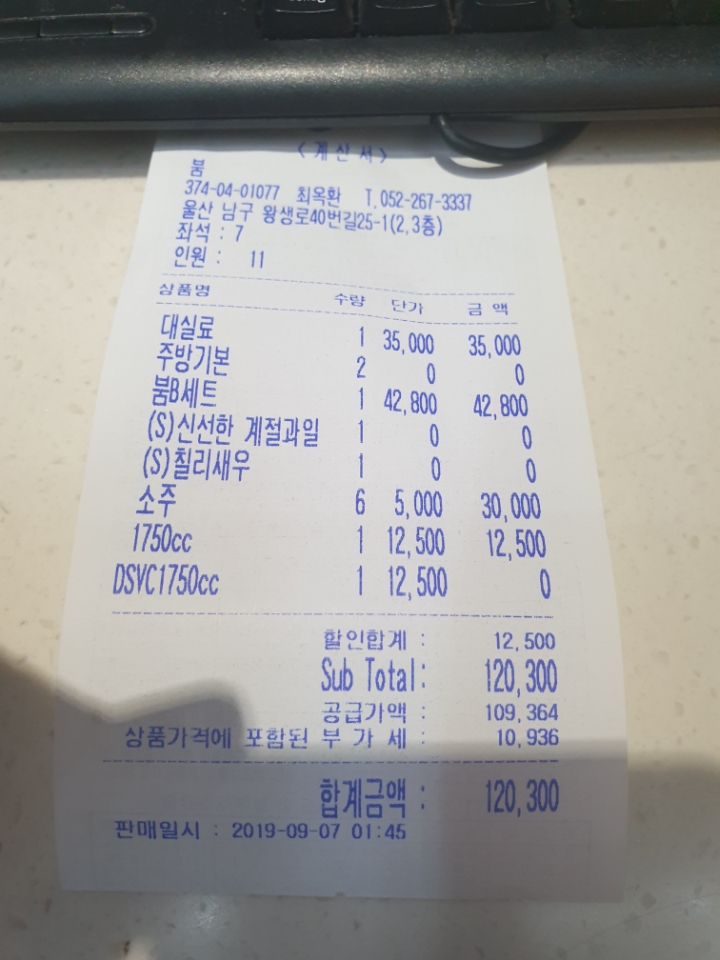 <계산서>
붐
374-04-01077 최옥환 T.052-267-3337
울산 남구 왕생로40번길25-1(2,3층)
좌석 : 7
인원 : 11
상품명 수량 단가 금 액
대실료 1 35,000 35,000
주방기본 2 0 0
붐B세트 1 42,800 42,800
(S)신선한 계절과일 1 0 0
(S)칠리새우 1 0 0
소주 6 5,000 30,000
1750cc 1 12,500 12,500
DSVC1750cc 1 12,500 0
할인합계 : 12,500
Sub Total: 120,300
공급가액 : 109,364
상품가격에 포함된 부 가 세 : 10,936
합계금액 : 120,300
판매일시 : 2019-09-07 01:45